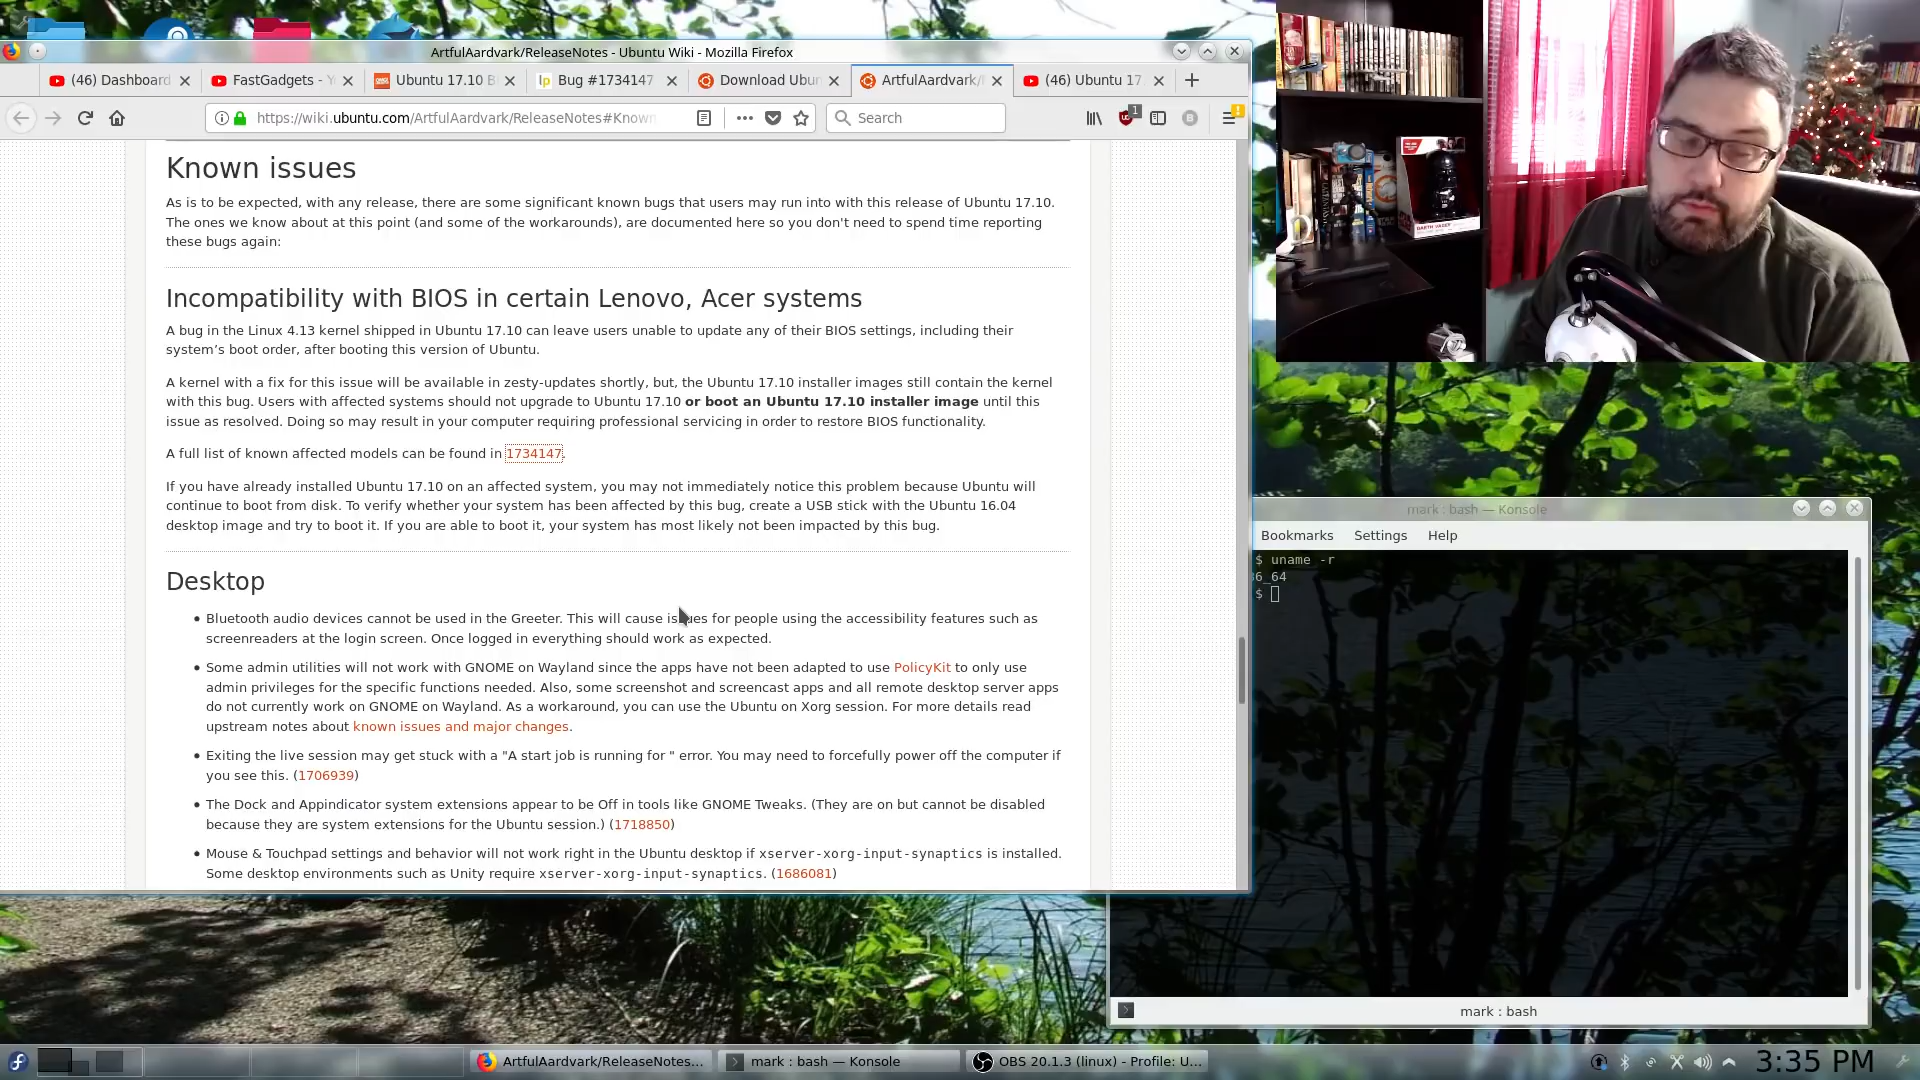 ArtfulAardvark/ReleaseNotes - Ubuntu Wiki - Mozilla Firefox
(46) Dashboard
FastGadgets - Y
Ubuntu 17.10 B
lp Bug #1734147
Download Ubun
ArtfulAardvark/R
(46) Ubuntu 17
https://wiki.ubuntu.com/ArtfulAardvark/ReleaseNotes#Known
Search
1
Known issues
As is to be expected, with any release, there are some significant known bugs that users may run into with this release of Ubuntu 17.10.
The ones we know about at this point (and some of the workarounds), are documented here so you don't need to spend time reporting
these bugs again:
Incompatibility with BIOS in certain Lenovo, Acer systems
A bug in the Linux 4.13 kernel shipped in Ubuntu 17.10 can leave users unable to update any of their BIOS settings, including their
system’s boot order, after booting this version of Ubuntu.
A kernel with a fix for this issue will be available in zesty-updates shortly, but, the Ubuntu 17.10 installer images still contain the kernel
with this bug. Users with affected systems should not upgrade to Ubuntu 17.10 or boot an Ubuntu 17.10 installer image until this
issue as resolved. Doing so may result in your computer requiring professional servicing in order to restore BIOS functionality.
A full list of known affected models can be found in 1734147.
If you have already installed Ubuntu 17.10 on an affected system, you may not immediately notice this problem because Ubuntu will
continue to boot from disk. To verify whether your system has been affected by this bug, create a USB stick with the Ubuntu 16.04
desktop image and try to boot it. If you are able to boot it, your system has most likely not been impacted by this bug.
Desktop
Bluetooth audio devices cannot be used in the Greeter. This will cause issues for people using the accessibility features such as
screenreaders at the login screen. Once logged in everything should work as expected.
Some admin utilities will not work with GNOME on Wayland since the apps have not been adapted to use PolicyKit to only use
admin privileges for the specific functions needed. Also, some screenshot and screencast apps and all remote desktop server apps
do not currently work on GNOME on Wayland. As a workaround, you can use the Ubuntu on Xorg session. For more details read
upstream notes about known issues and major changes.
Exiting the live session may get stuck with a "A start job is running for " error. You may need to forcefully power off the computer if
you see this. (1706939)
The Dock and Appindicator system extensions appear to be Off in tools like GNOME Tweaks. (They are on but cannot be disabled
because they are system extensions for the Ubuntu session.) (1718850)
Mouse & Touchpad settings and behavior will not work right in the Ubuntu desktop if xserver-xorg-input-synaptics is installed.
Some desktop environments such as Unity require xserver-xorg-input-synaptics. (1686081)
DARTH VADER
mark : bash — Konsole
Bookmarks Settings Help
$ uname -r
86_64
$
mark : bash
ArtfulAardvark/ReleaseNotes...
mark : bash — Konsole
OBS 20.1.3 (linux) - Profile: U...
3:35 PM